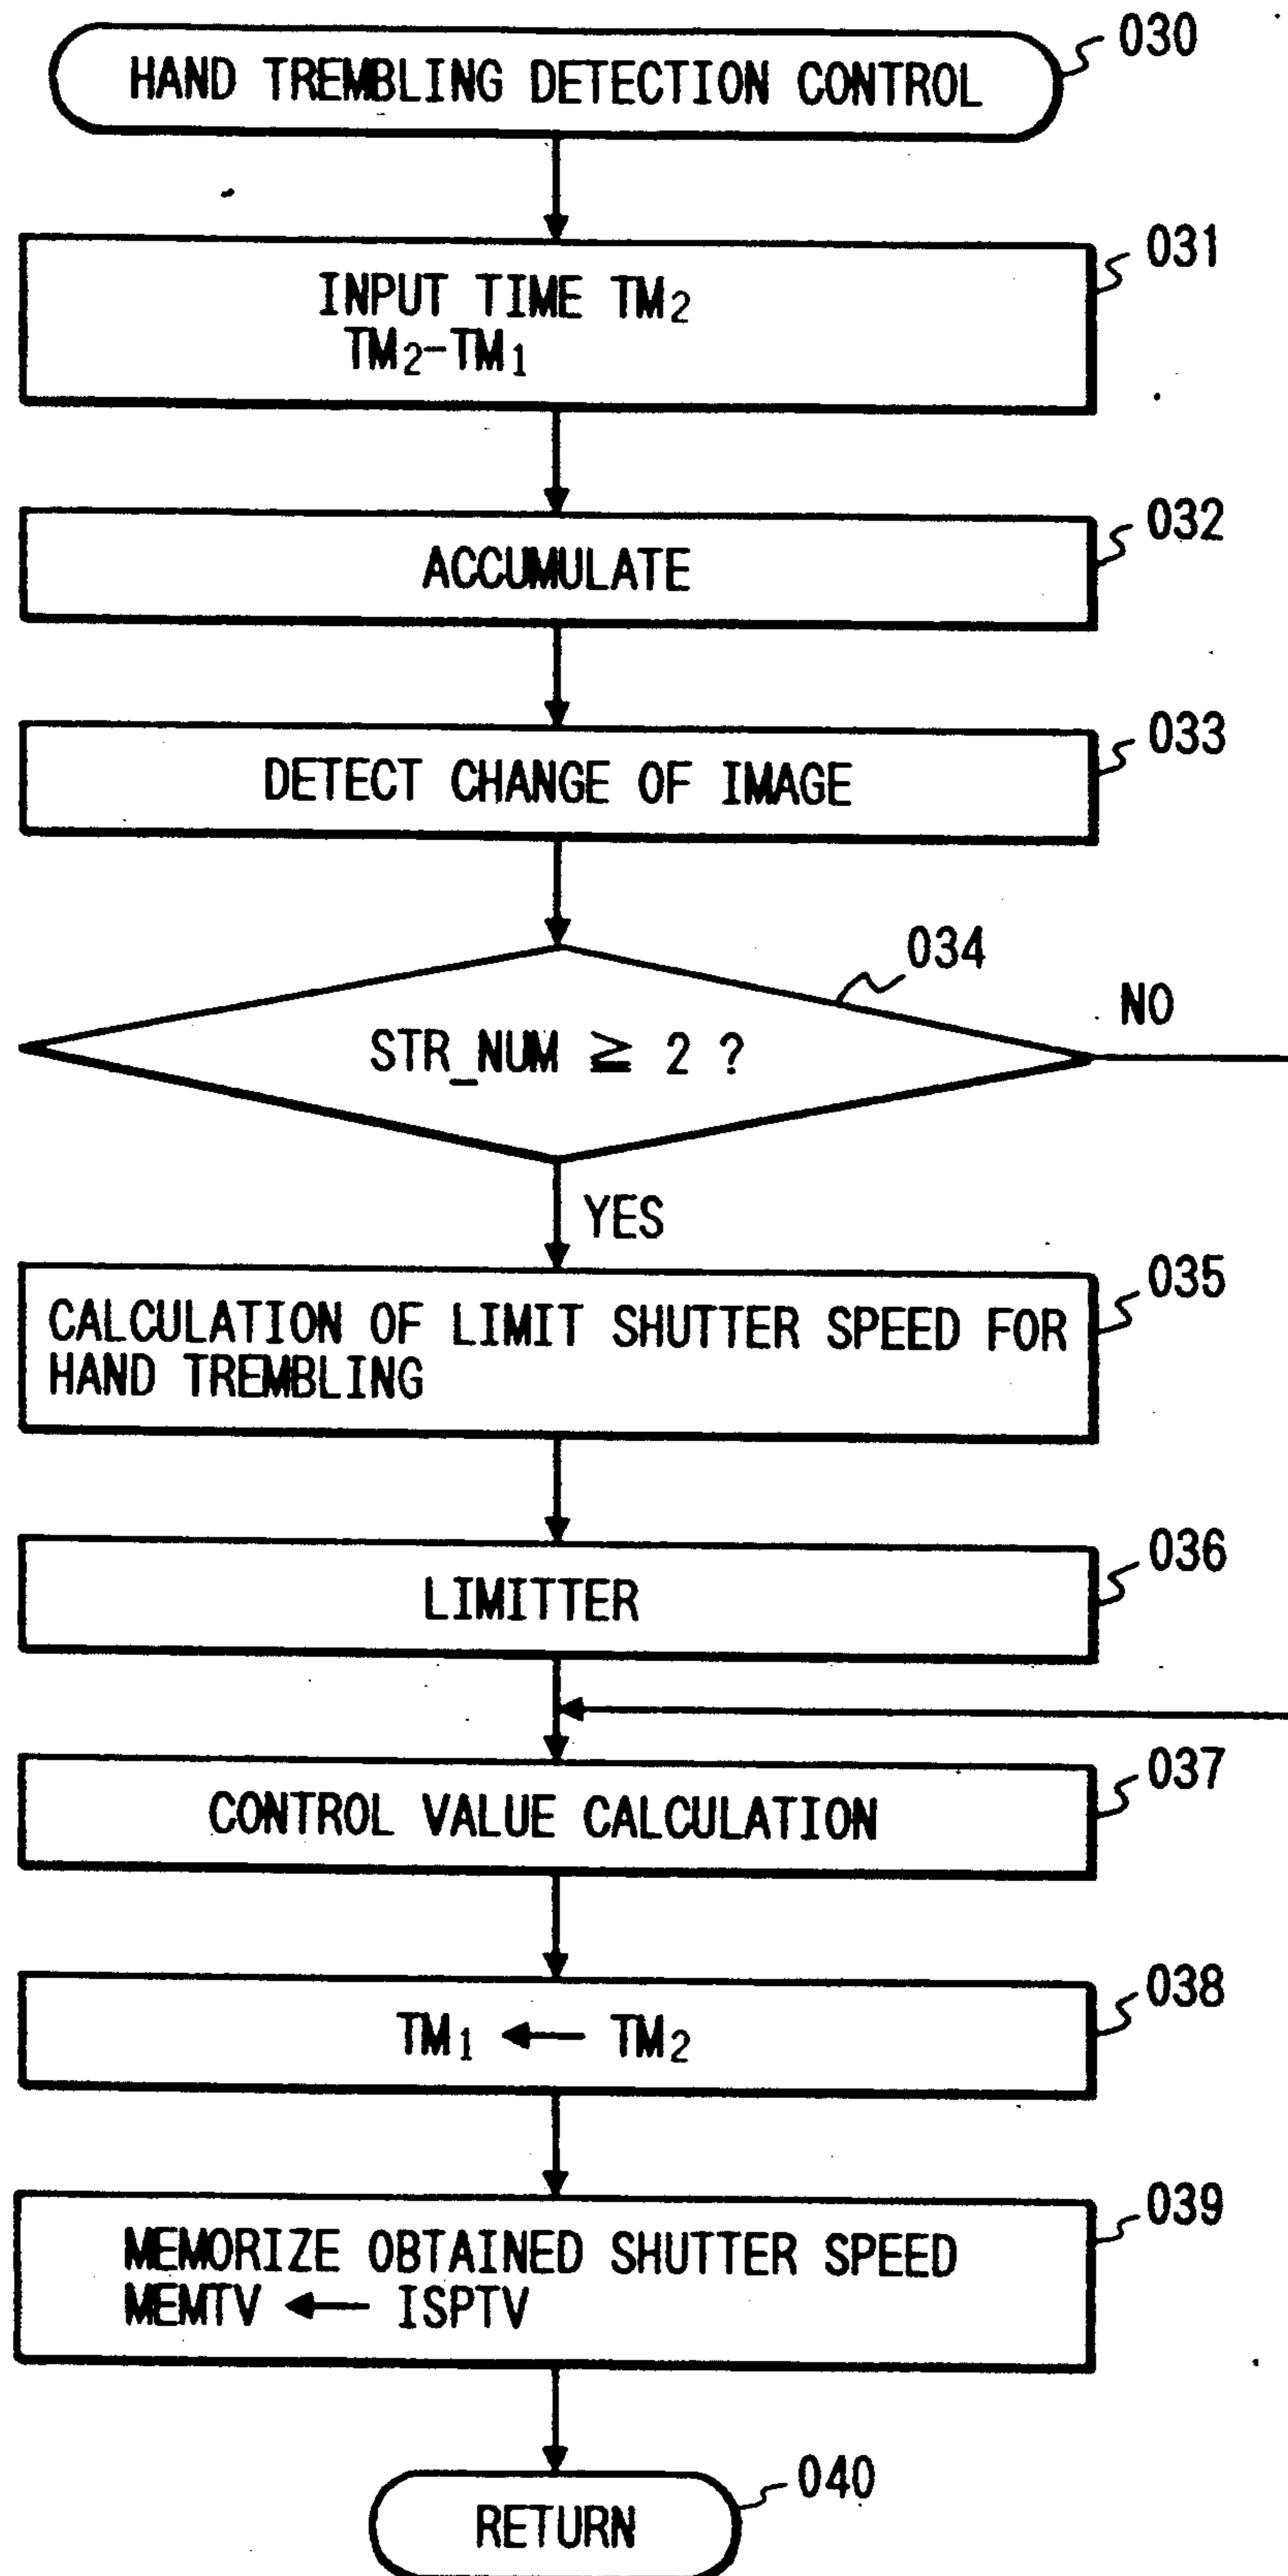 HAND TREMBLING DETECTION CONTROL
030
031
INPUT TIME TM₂
TM₂-TM₁
032
ACCUMULATE
033
DETECT CHANGE OF IMAGE
034
NO
STR_NUM ≧ 2 ?
YES
035
CALCULATION OF LIMIT SHUTTER SPEED FOR
HAND TREMBLING
036
LIMITTER
037
CONTROL VALUE CALCULATION
038
TM₁ ← TM₂
039
MEMORIZE OBTAINED SHUTTER SPEED
MEMTV ← ISPTV
040
RETURN